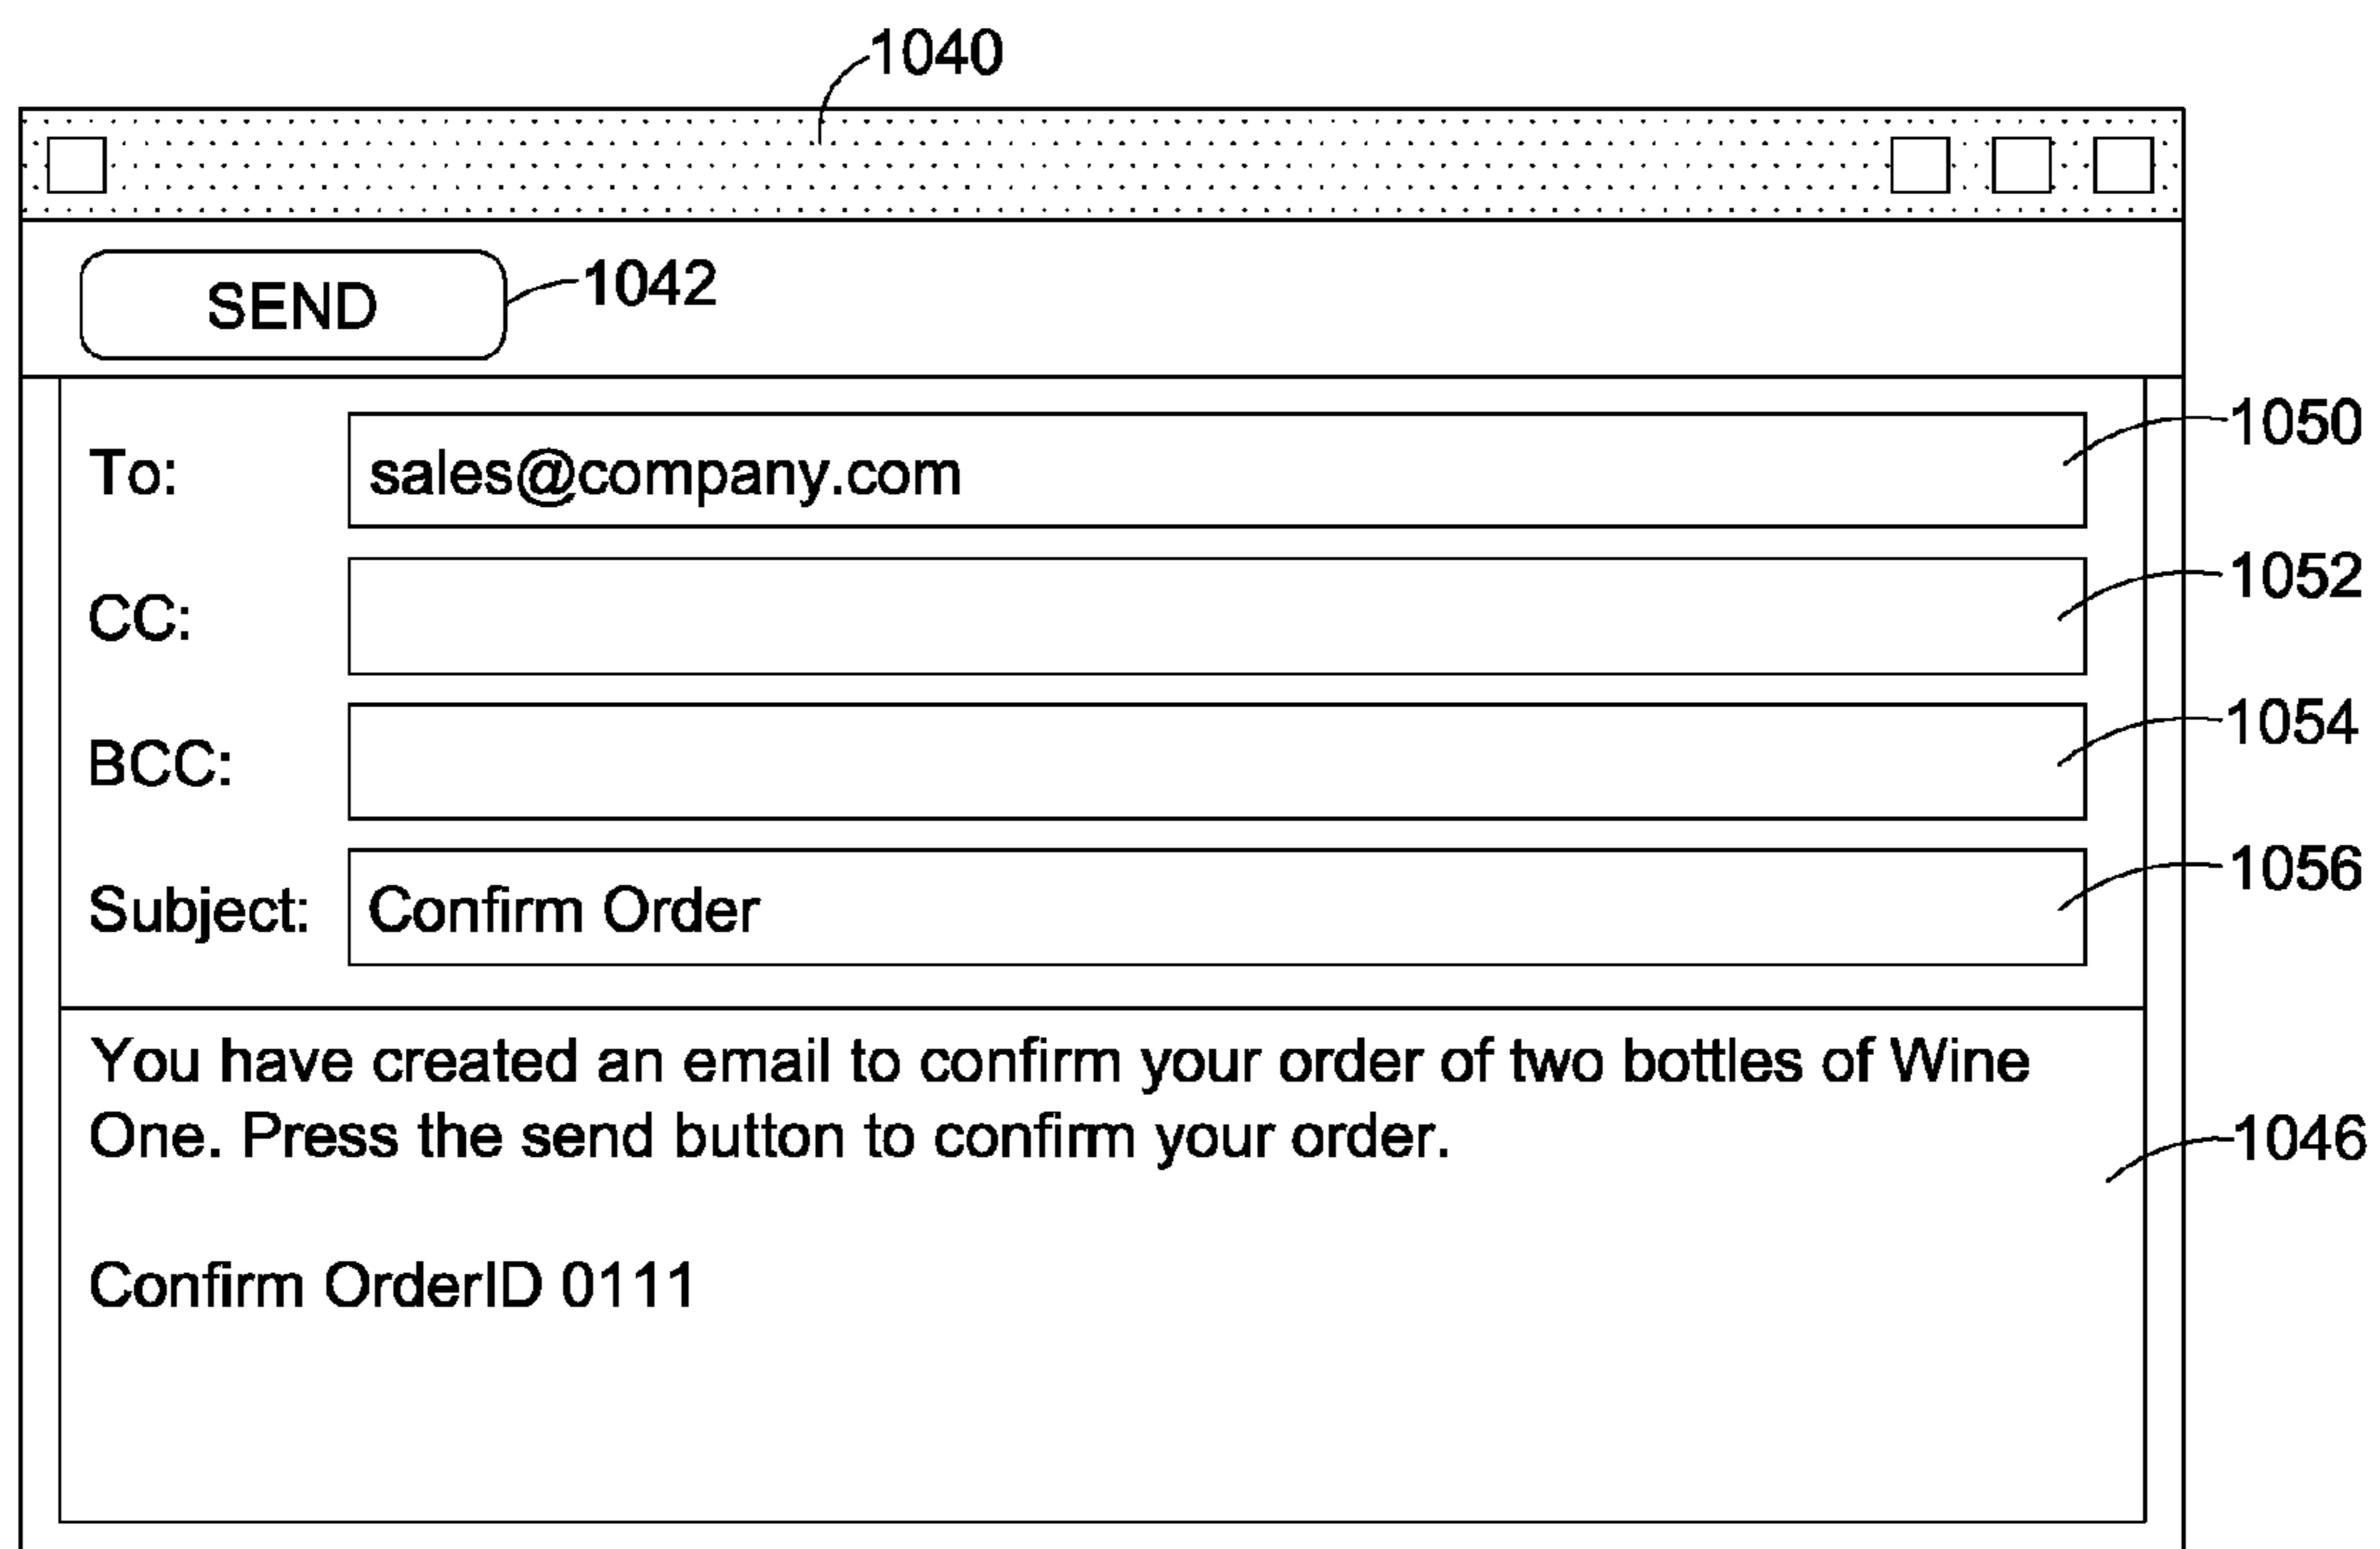 1040
SEND
1042
To:
sales@company.com
1050
CC:
1052
BCC:
1054
Subject:
Confirm Order
1056
You have created an email to confirm your order of two bottles of Wine
One. Press the send button to confirm your order.
1046
Confirm OrderID 0111